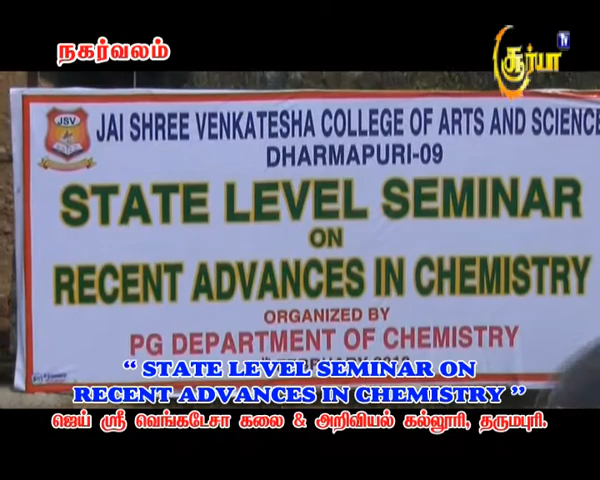 நகர்வலம்
சூர்யா TV
JSV
JAI SHREE VENKATESHA COLLEGE OF ARTS AND SCIENCE
DHARMAPURI-09
STATE LEVEL SEMINAR
ON
RECENT ADVANCES IN CHEMISTRY
ORGANIZED BY
PG DEPARTMENT OF CHEMISTRY
“ STATE LEVEL SEMINAR ON
RECENT ADVANCES IN CHEMISTRY ”
ஜெய் ஸ்ரீ வெங்கடேசா கலை & அறிவியல் கல்லூரி, தருமபுரி.